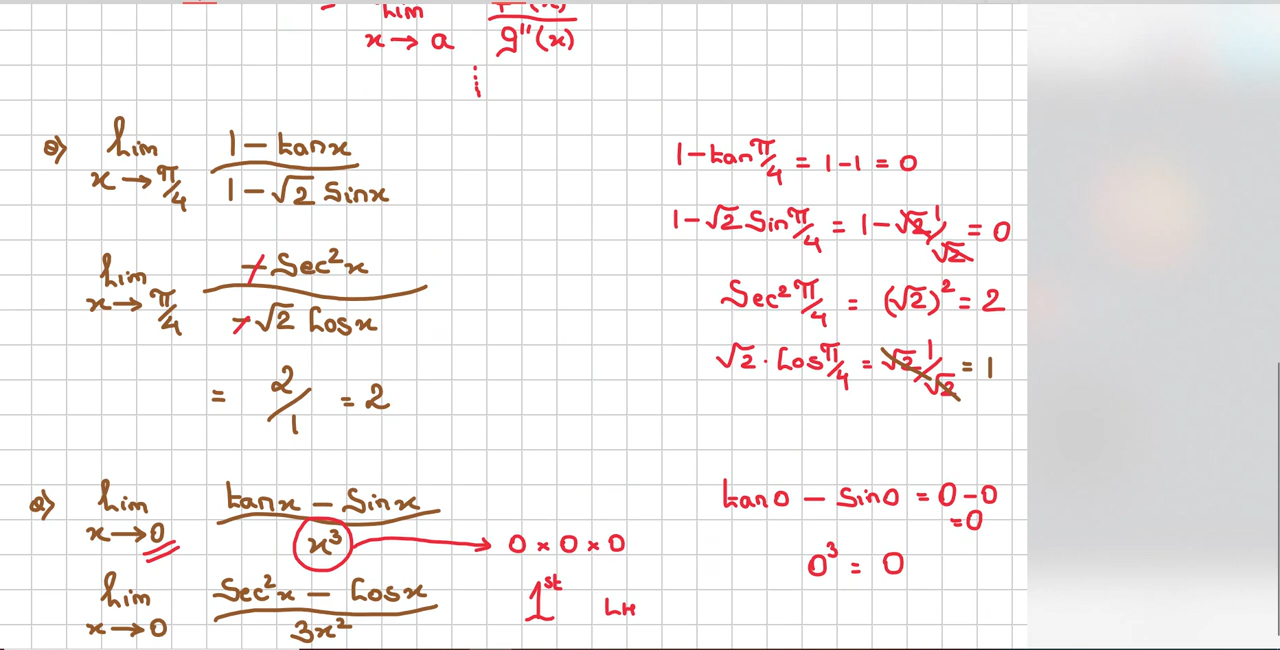 lim
x → a g"(x)
Q) lim 1 - tanx
x → π/4 1 - √2 Sinx
1 - tan π/4 = 1 - 1 = 0
1 - √2 Sin π/4 = 1 - √2 1/√2 = 0
lim - Sec²x
x → π/4 - √2 Cosx
Sec² π/4 = (√2)² = 2
√2 · Cos π/4 = √2 1/√2 = 1
= 2/1 = 2
Q) lim tanx - Sinx
x → 0 x³ → 0 × 0 × 0
tan0 - Sin0 = 0 - 0
= 0
0³ = 0
lim Sec²x - Cosx
x → 0 3x²
1st LH